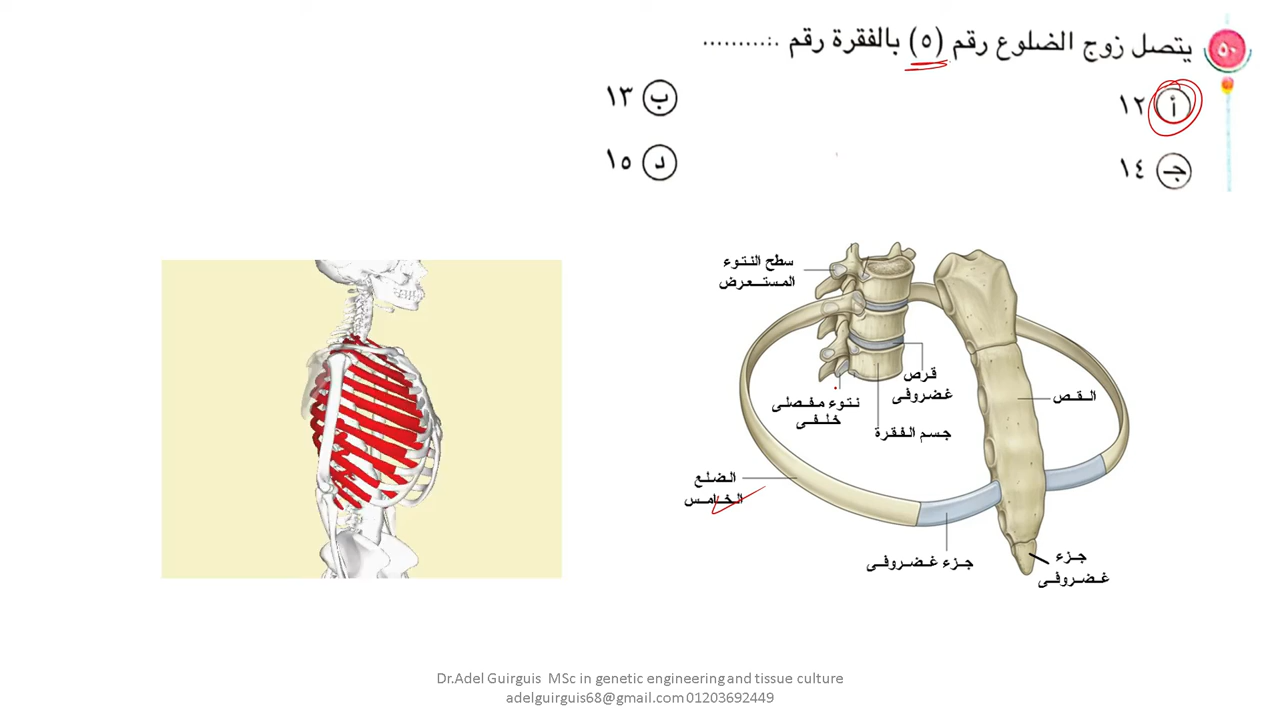 ٥٠ يتصل زوج الضلوع رقم (٥) بالفقرة رقم .:.........
أ ١٢
ب ١٣
جـ ١٤
د ١٥
سطح النتوء
المستعرض
قرص
غضروفى
نتوء مفصلى
خلفى
جسم الفقرة
القص
الضلع
الخامس
جزء غضروفى
جزء
غضروفى
Dr.Adel Guirguis MSc in genetic engineering and tissue culture
adelguirguis68@gmail.com 01203692449